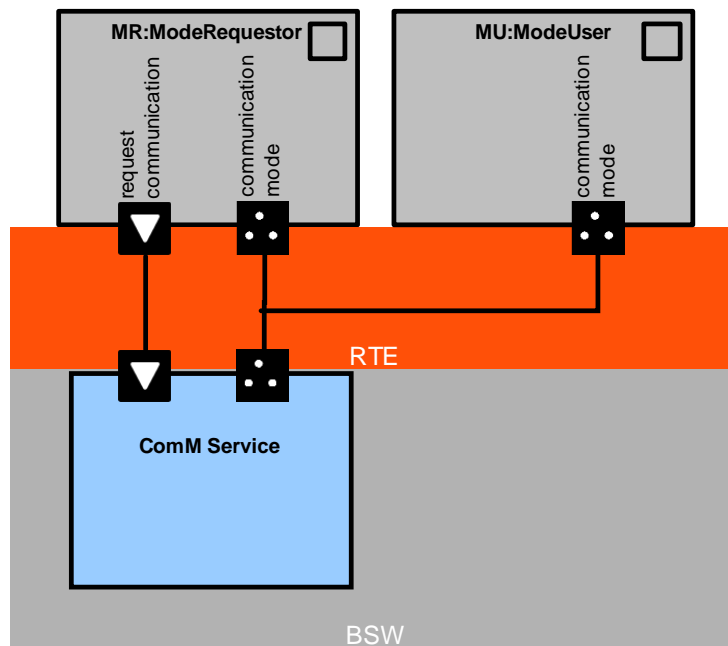 MR:ModeRequestor
MU:ModeUser
request
communication
communication
mode
communication
mode
RTE
ComM Service
BSW